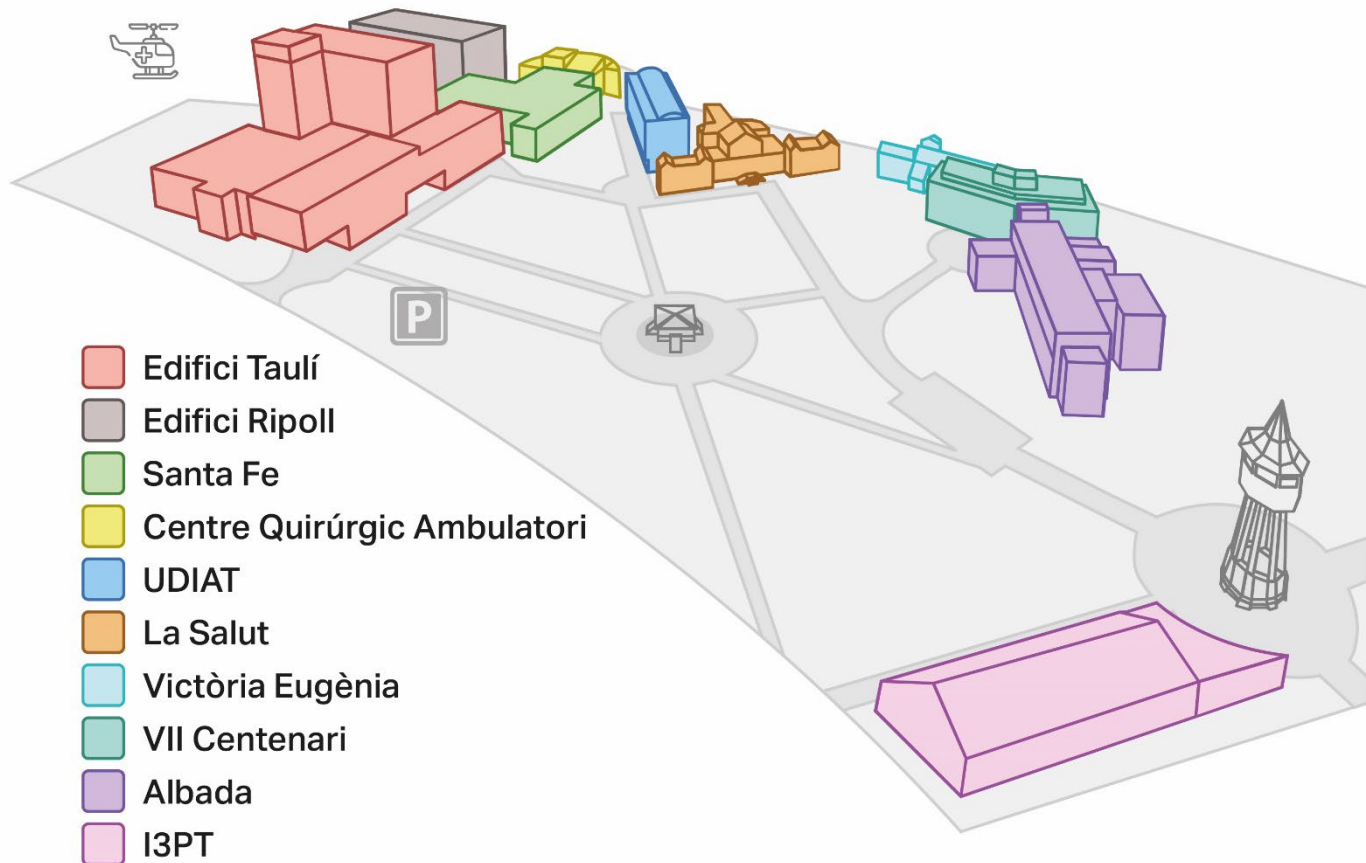 P
Edifici Taulí
Edifici Ripoll
Santa Fe
Centre Quirúrgic Ambulatori
UDIAT
La Salut
Victòria Eugènia
VII Centenari
Albada
I3PT